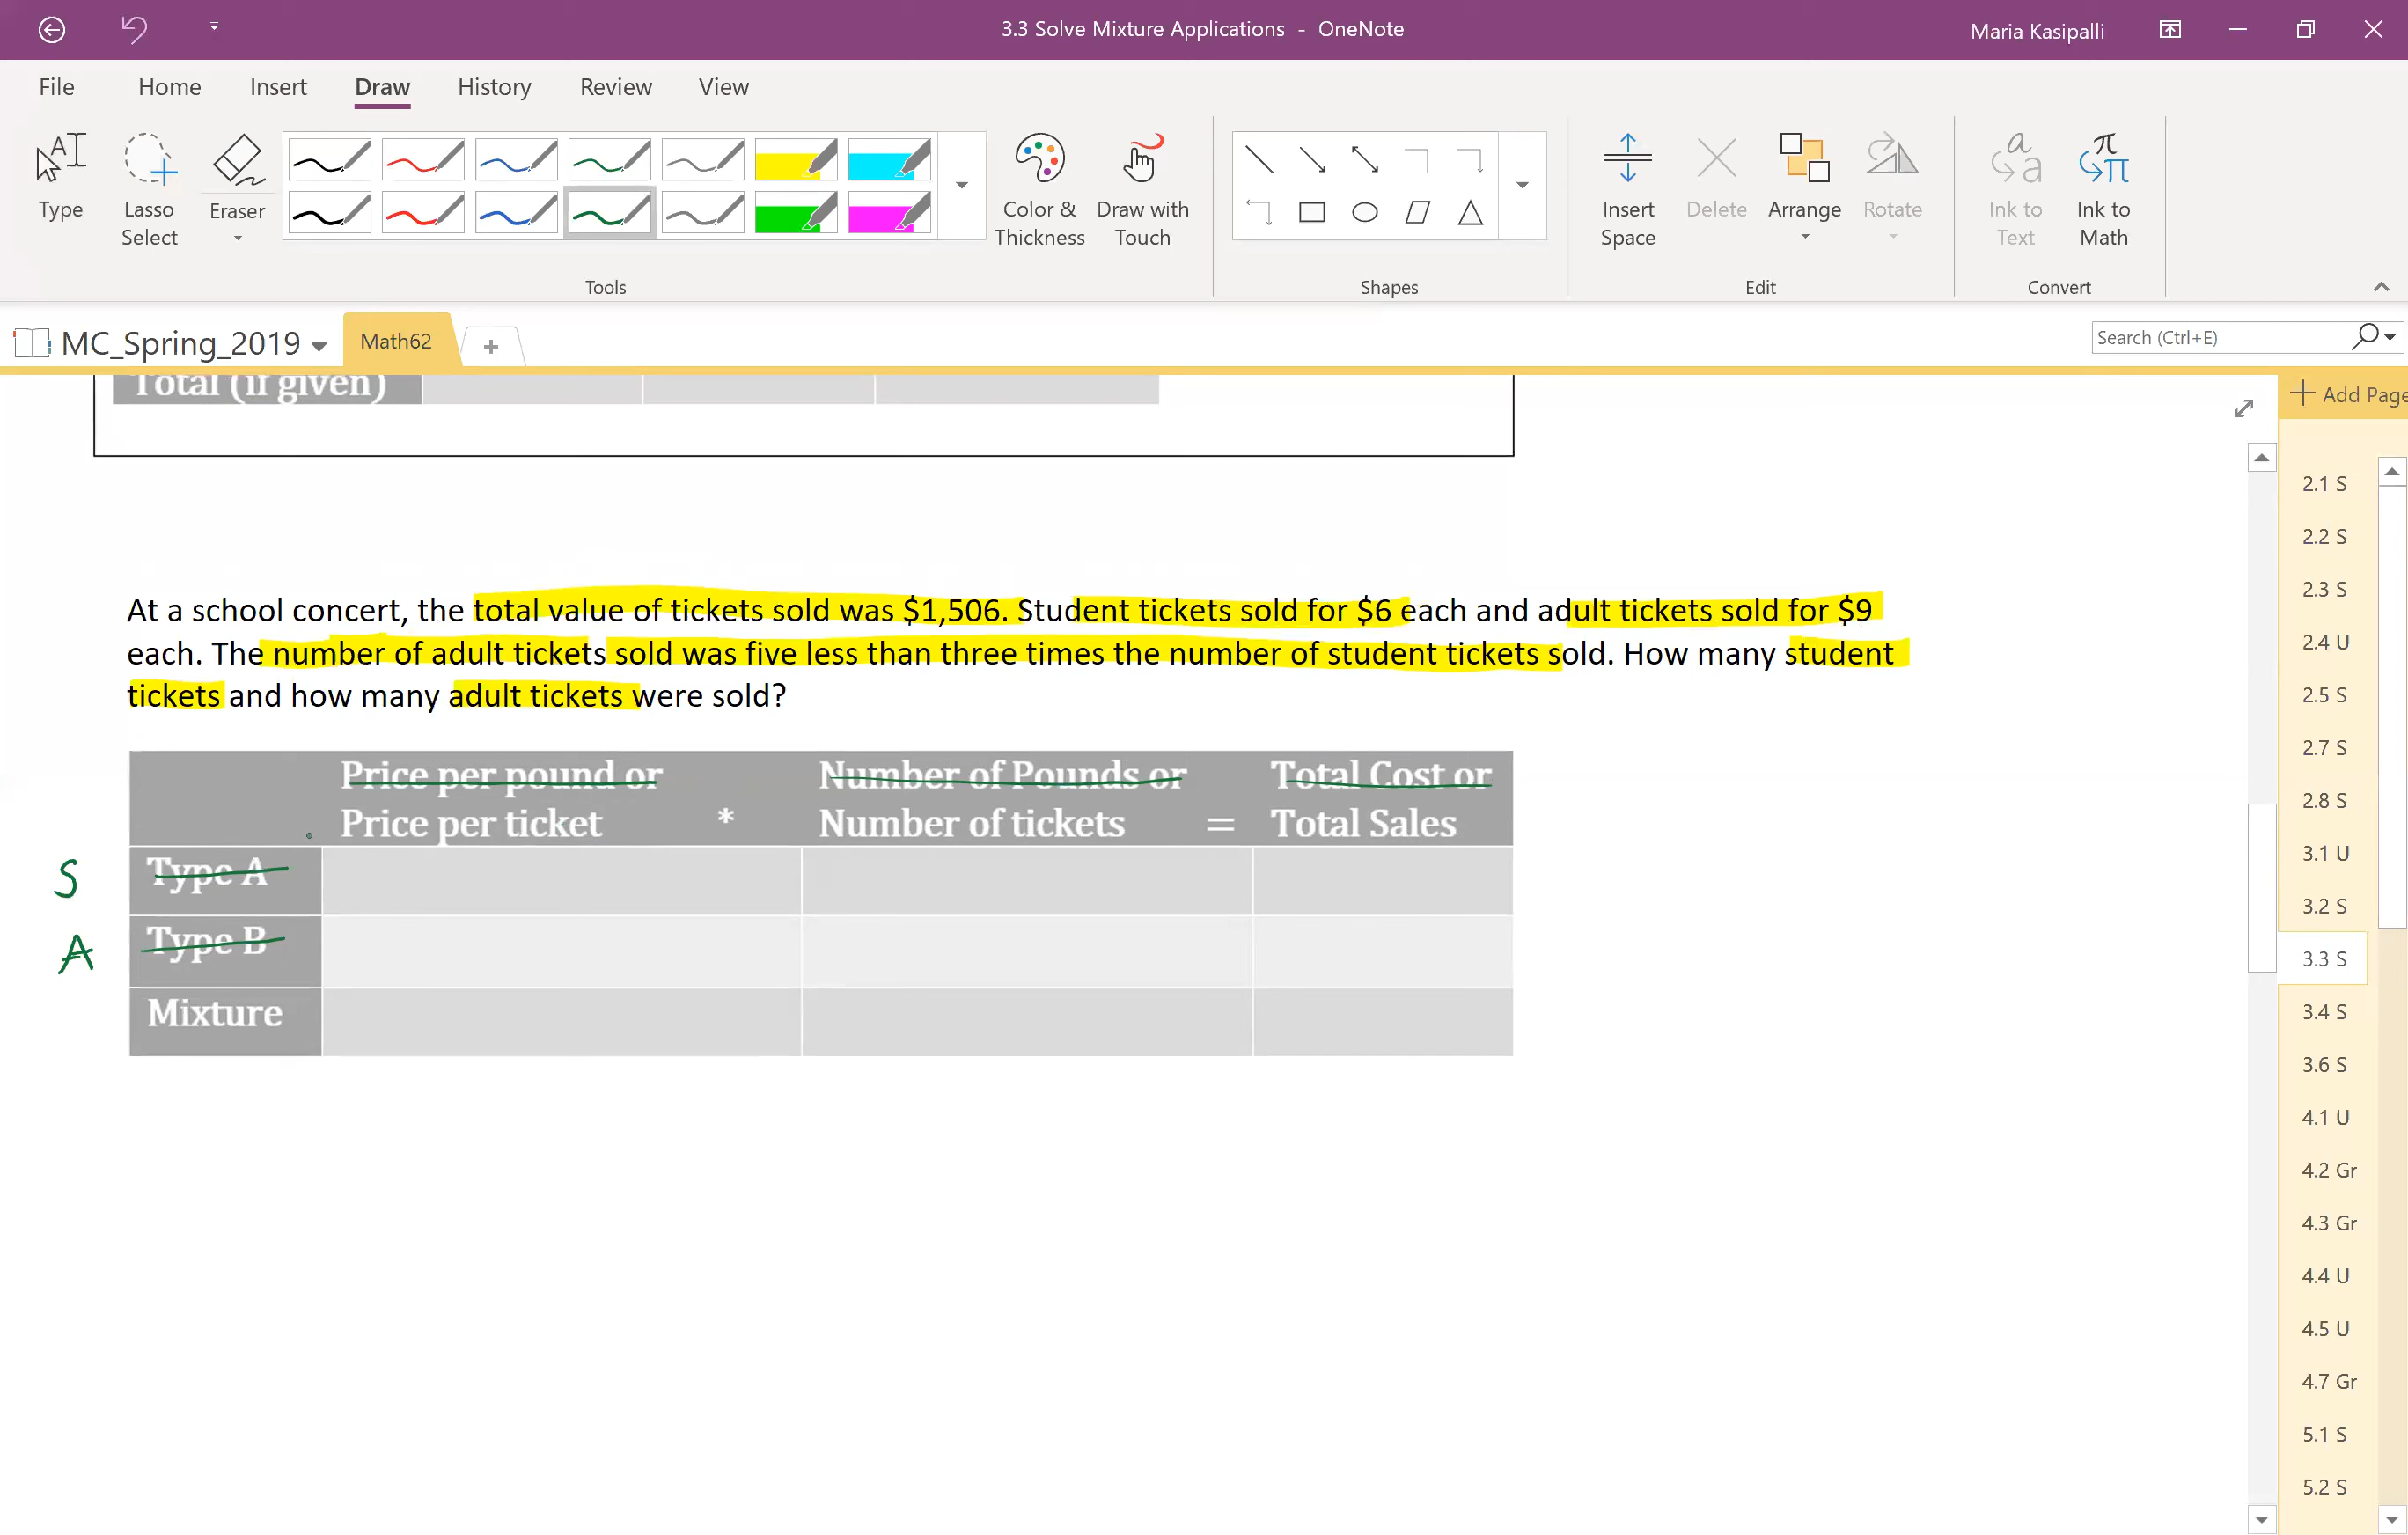 3.3 Solve Mixture Applications - OneNote
Maria Kasipalli
File Home Insert Draw History Review View
Type
Lasso Select
Eraser
Color & Thickness
Draw with Touch
Insert Space
Delete
Arrange
Rotate
Ink to Text
Ink to Math
Tools
Shapes
Edit
Convert
MC_Spring_2019
Math62
Search (Ctrl+E)
Add Page
Total (if given)
At a school concert, the total value of tickets sold was $1,506. Student tickets sold for $6 each and adult tickets sold for $9
each. The number of adult tickets sold was five less than three times the number of student tickets sold. How many student
tickets and how many adult tickets were sold?
Price per pound or
Price per ticket *
Number of Pounds or
Number of tickets =
Total Cost or
Total Sales
S Type A
A Type B
Mixture
2.1 S
2.2 S
2.3 S
2.4 U
2.5 S
2.7 S
2.8 S
3.1 U
3.2 S
3.3 S
3.4 S
3.6 S
4.1 U
4.2 Gr
4.3 Gr
4.4 U
4.5 U
4.7 Gr
5.1 S
5.2 S